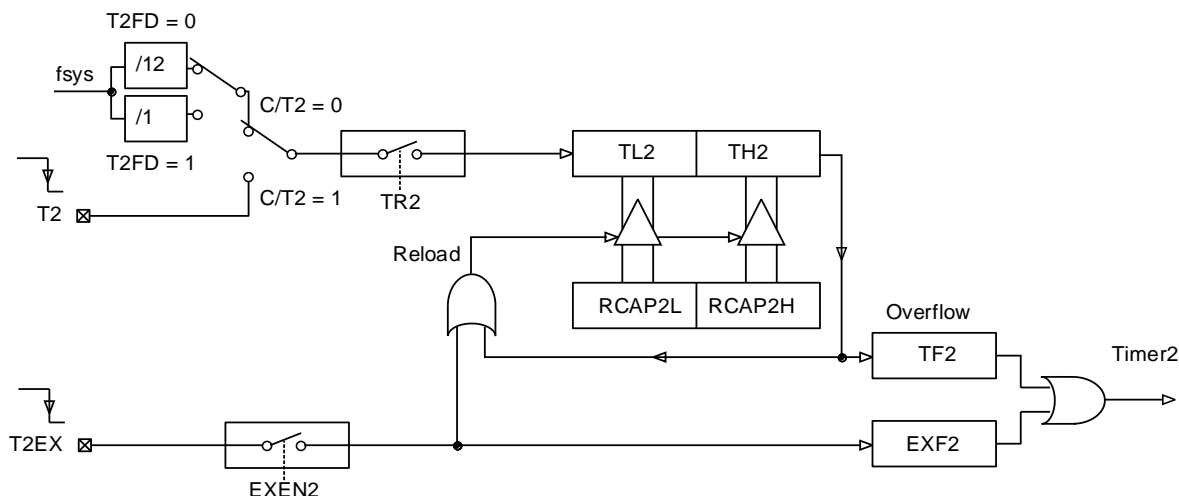 T2FD = 0
/12
fsys
C/T2 = 0
/1
T2FD = 1
TL2
TH2
C/T2 = 1
TR2
T2
Reload
RCAP2L
RCAP2H
Overflow
TF2
Timer2
T2EX
EXF2
EXEN2